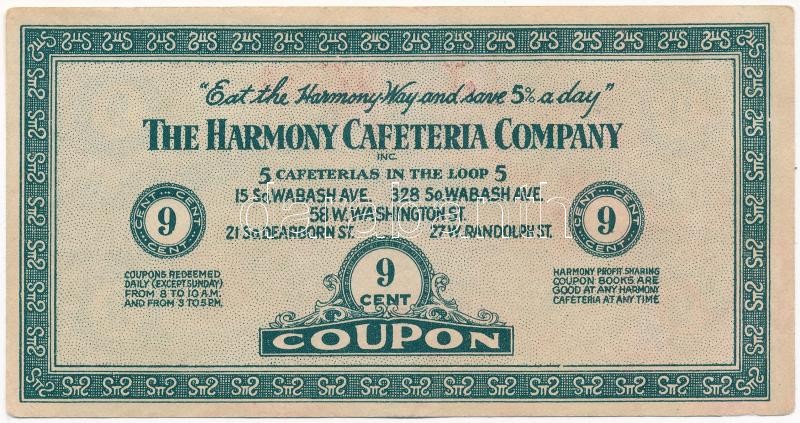 "Eat the Harmony Way and save 5% a day"
THE HARMONY CAFETERIA COMPANY
INC.
5 CAFETERIAS IN THE LOOP 5
15 SO. WABASH AVE. 328 SO. WABASH AVE.
58 W. WASHINGTON ST.
21 SO. DEARBORN ST. 27 W. RANDOLPH ST.
CENT ... CENT
9
CENT
CENT ... CENT
9
CENT
COUPONS REDEEMED
DAILY (EXCEPT SUNDAY)
FROM 8 TO 10 A.M.
AND FROM 3 TO 5 P.M.
9
CENT
COUPON
HARMONY PROFIT SHARING
COUPON BOOKS ARE
GOOD AT ANY HARMONY
CAFETERIA AT ANY TIME
darabanth